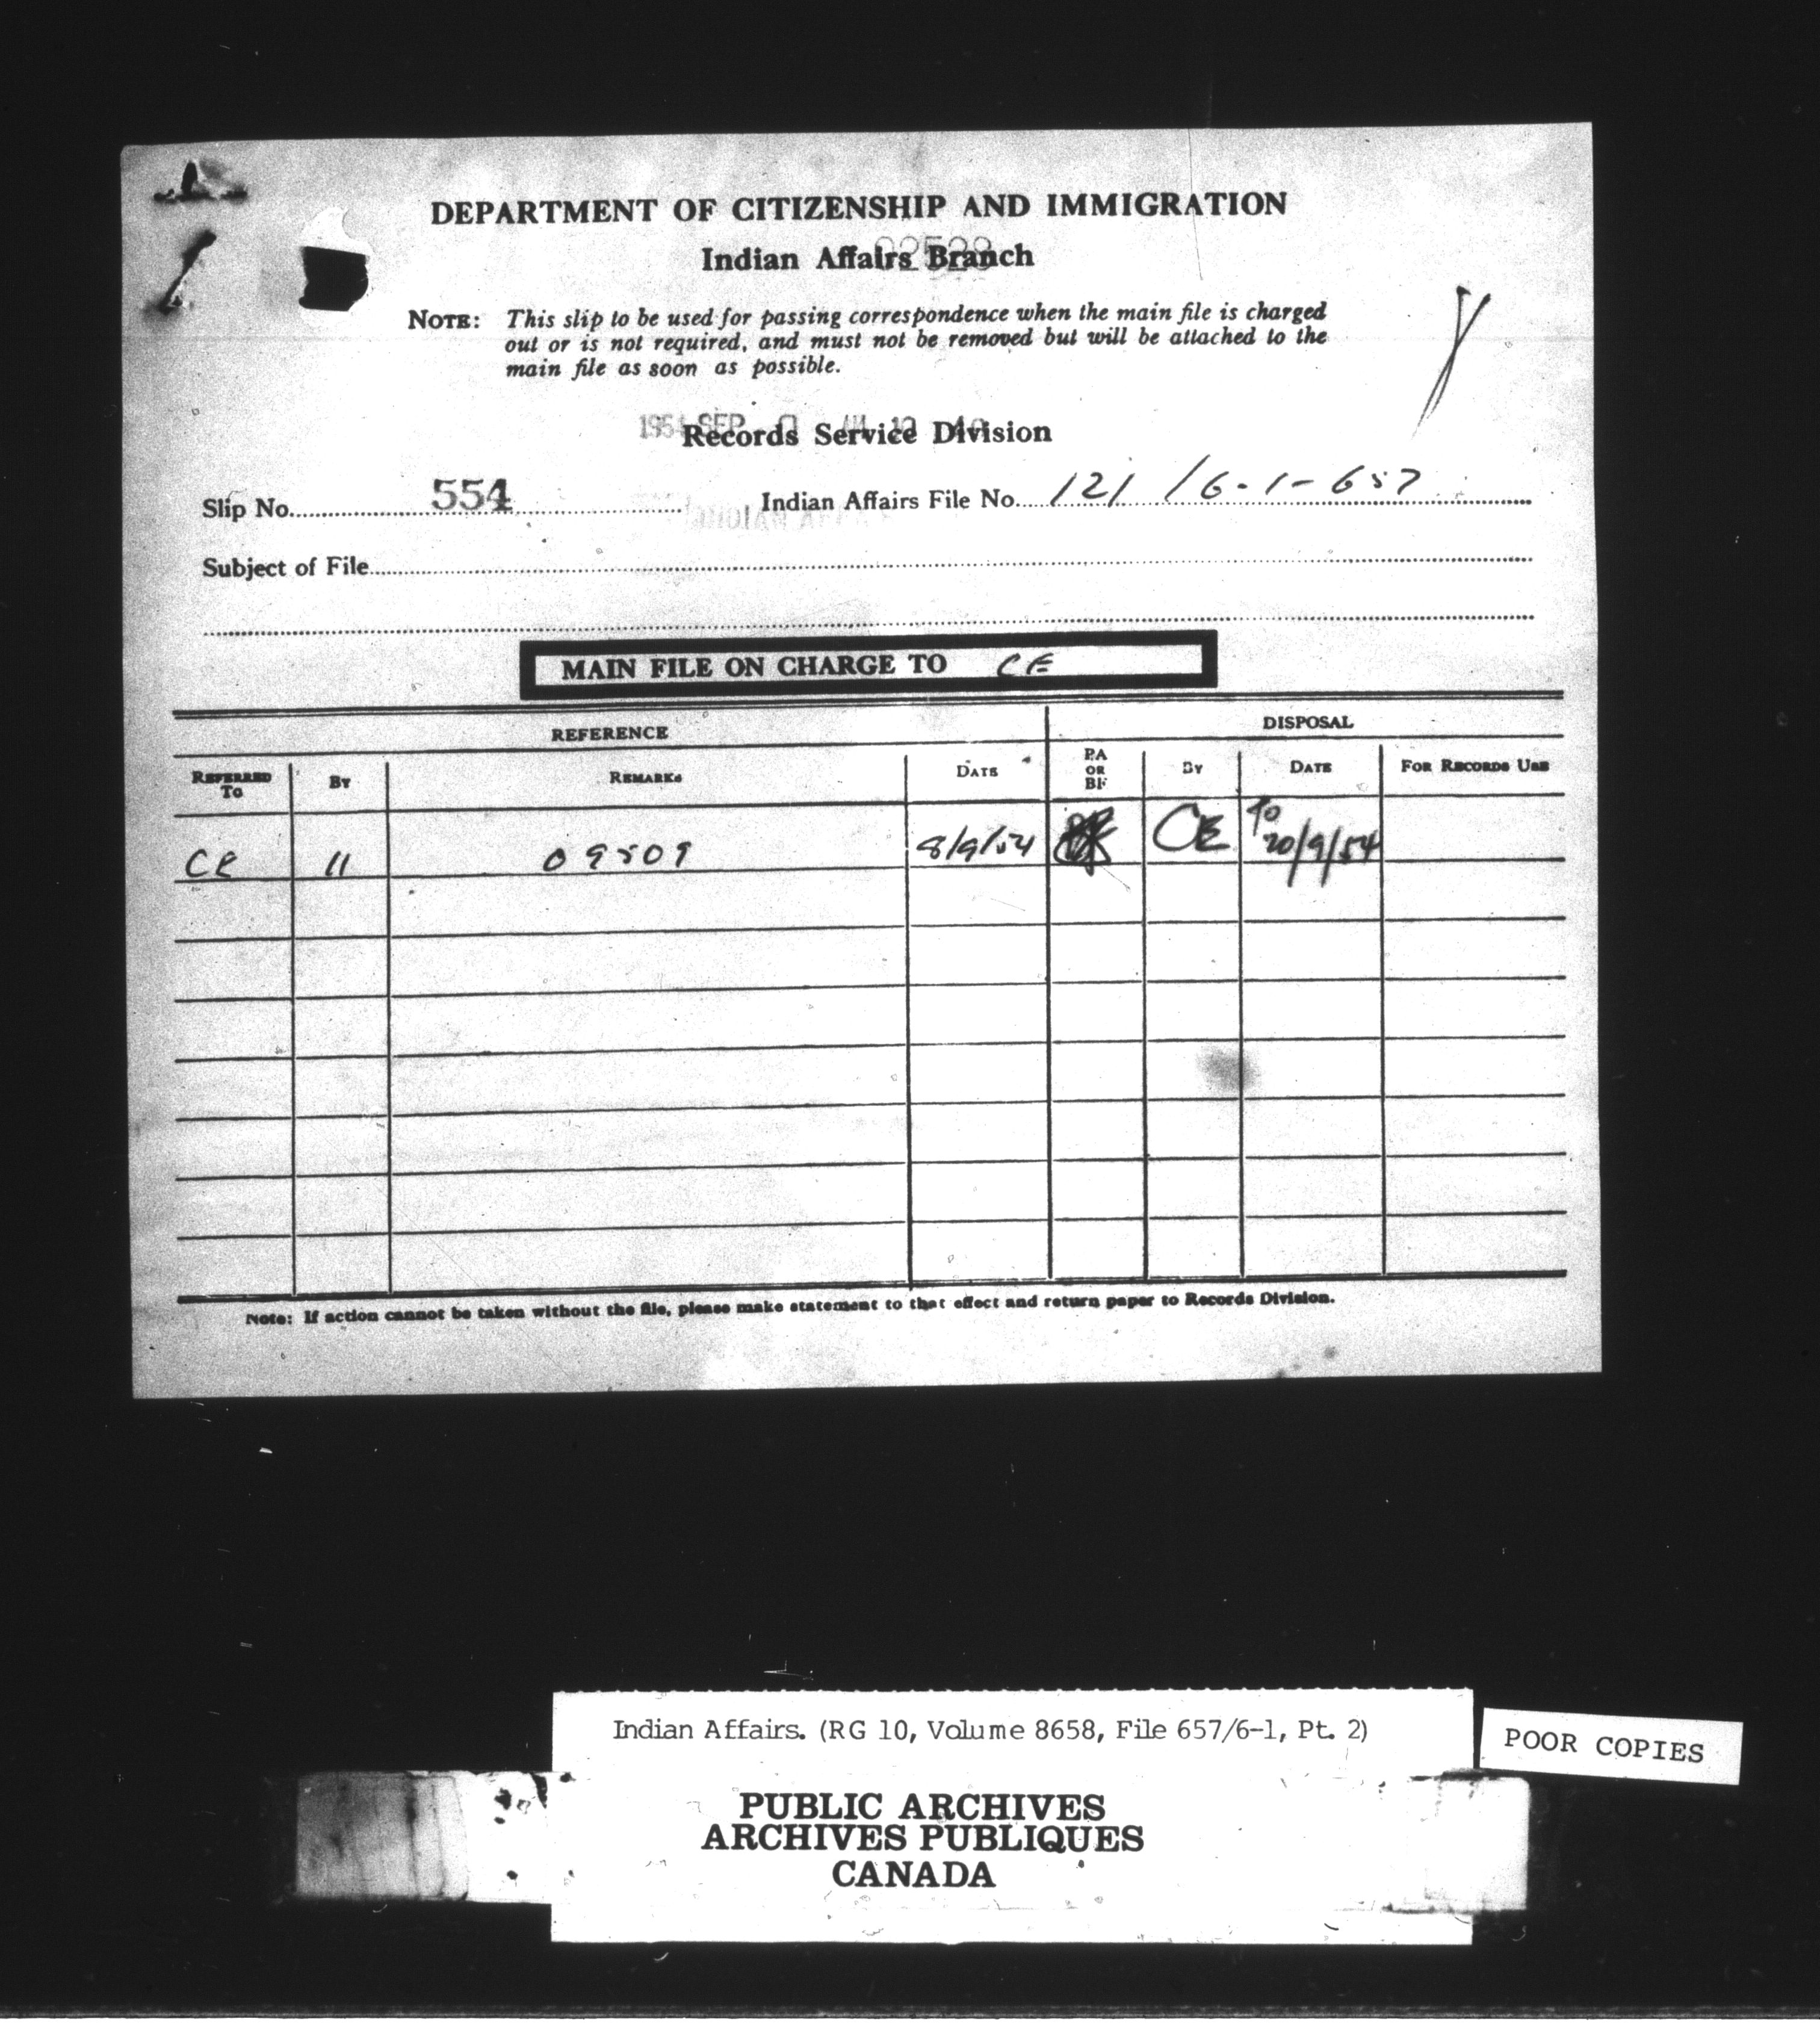 DEPARTMENT OF CITIZENSHIP AND IMMIGRATION
Indian Affairs Branch
NOTE: This slip to be used for passing correspondence when the main file is charged
out or is not required, and must not be removed but will be attached to the
main file as soon as possible.
1954 SEP
Records Service Division
Slip No. 554 Indian Affairs File No. 121/6-1-657
Subject of File
MAIN FILE ON CHARGE TO CE
REFERENCE DISPOSAL
REFERRED TO BY REMARKS DATE PA OR BF BY DATE FOR RECORDS USE
CE 11 09509 8/9/54 CE to 20/9/54
Note: If action cannot be taken without the file, please make statement to that effect and return paper to Records Division.
Indian Affairs. (RG 10, Volume 8658, File 657/6-1, Pt. 2)
POOR COPIES
PUBLIC ARCHIVES
ARCHIVES PUBLIQUES
CANADA